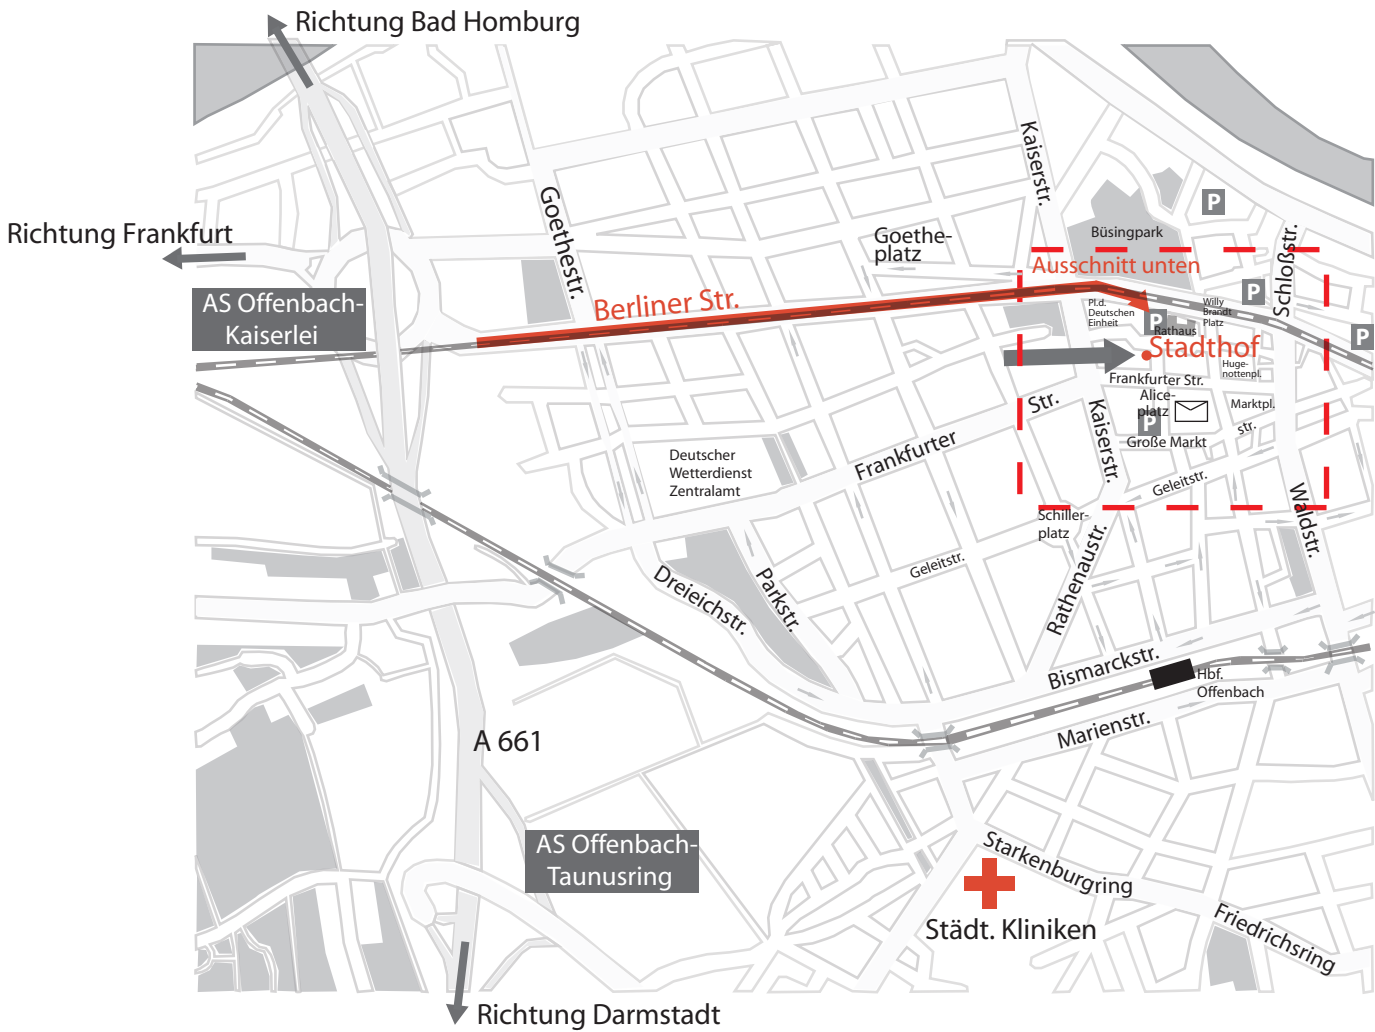 Richtung Bad Homburg
Kaiserstr.
Goethestr.
P
Büsingpark
Richtung Frankfurt
Goethe-
platz
Schloßstr.
Ausschnitt unten
AS Offenbach-
Kaiserlei
Berliner Str.
P
Pl.d.
Deutschen
Einheit
Willy
Brandt
Platz
P
Rathaus
P
Stadthof
Huge-
nottenpl.
Frankfurter Str.
Alice-
platz
Marktpl.
P
str.
Große Markt
Kaiserstr.
Frankfurter
Str.
Deutscher
Wetterdienst
Zentralamt
Geleitstr.
Schiller-
platz
Waldstr.
Geleitstr.
Rathenaustr.
Dreieichstr.
Parkstr.
Bismarckstr.
Hbf.
Offenbach
Marienstr.
A 661
AS Offenbach-
Taunusring
Starkenburgring
Städt. Kliniken
Friedrichsring
Richtung Darmstadt